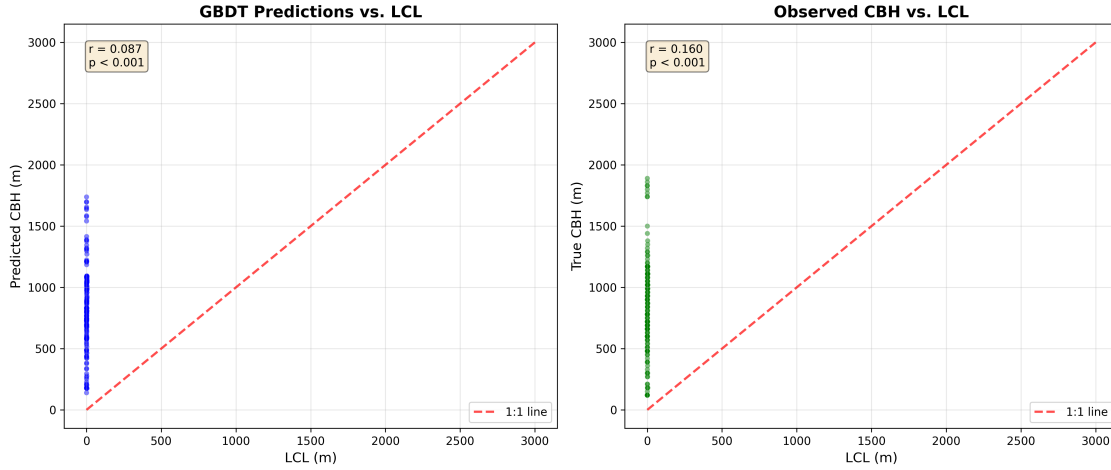 GBDT Predictions vs. LCL
r = 0.087
p < 0.001
3000
2500
2000
1500
1000
500
0
Predicted CBH (m)
0 500 1000 1500 2000 2500 3000
LCL (m)
1:1 line
Observed CBH vs. LCL
r = 0.160
p < 0.001
3000
2500
2000
1500
1000
500
0
True CBH (m)
0 500 1000 1500 2000 2500 3000
LCL (m)
1:1 line